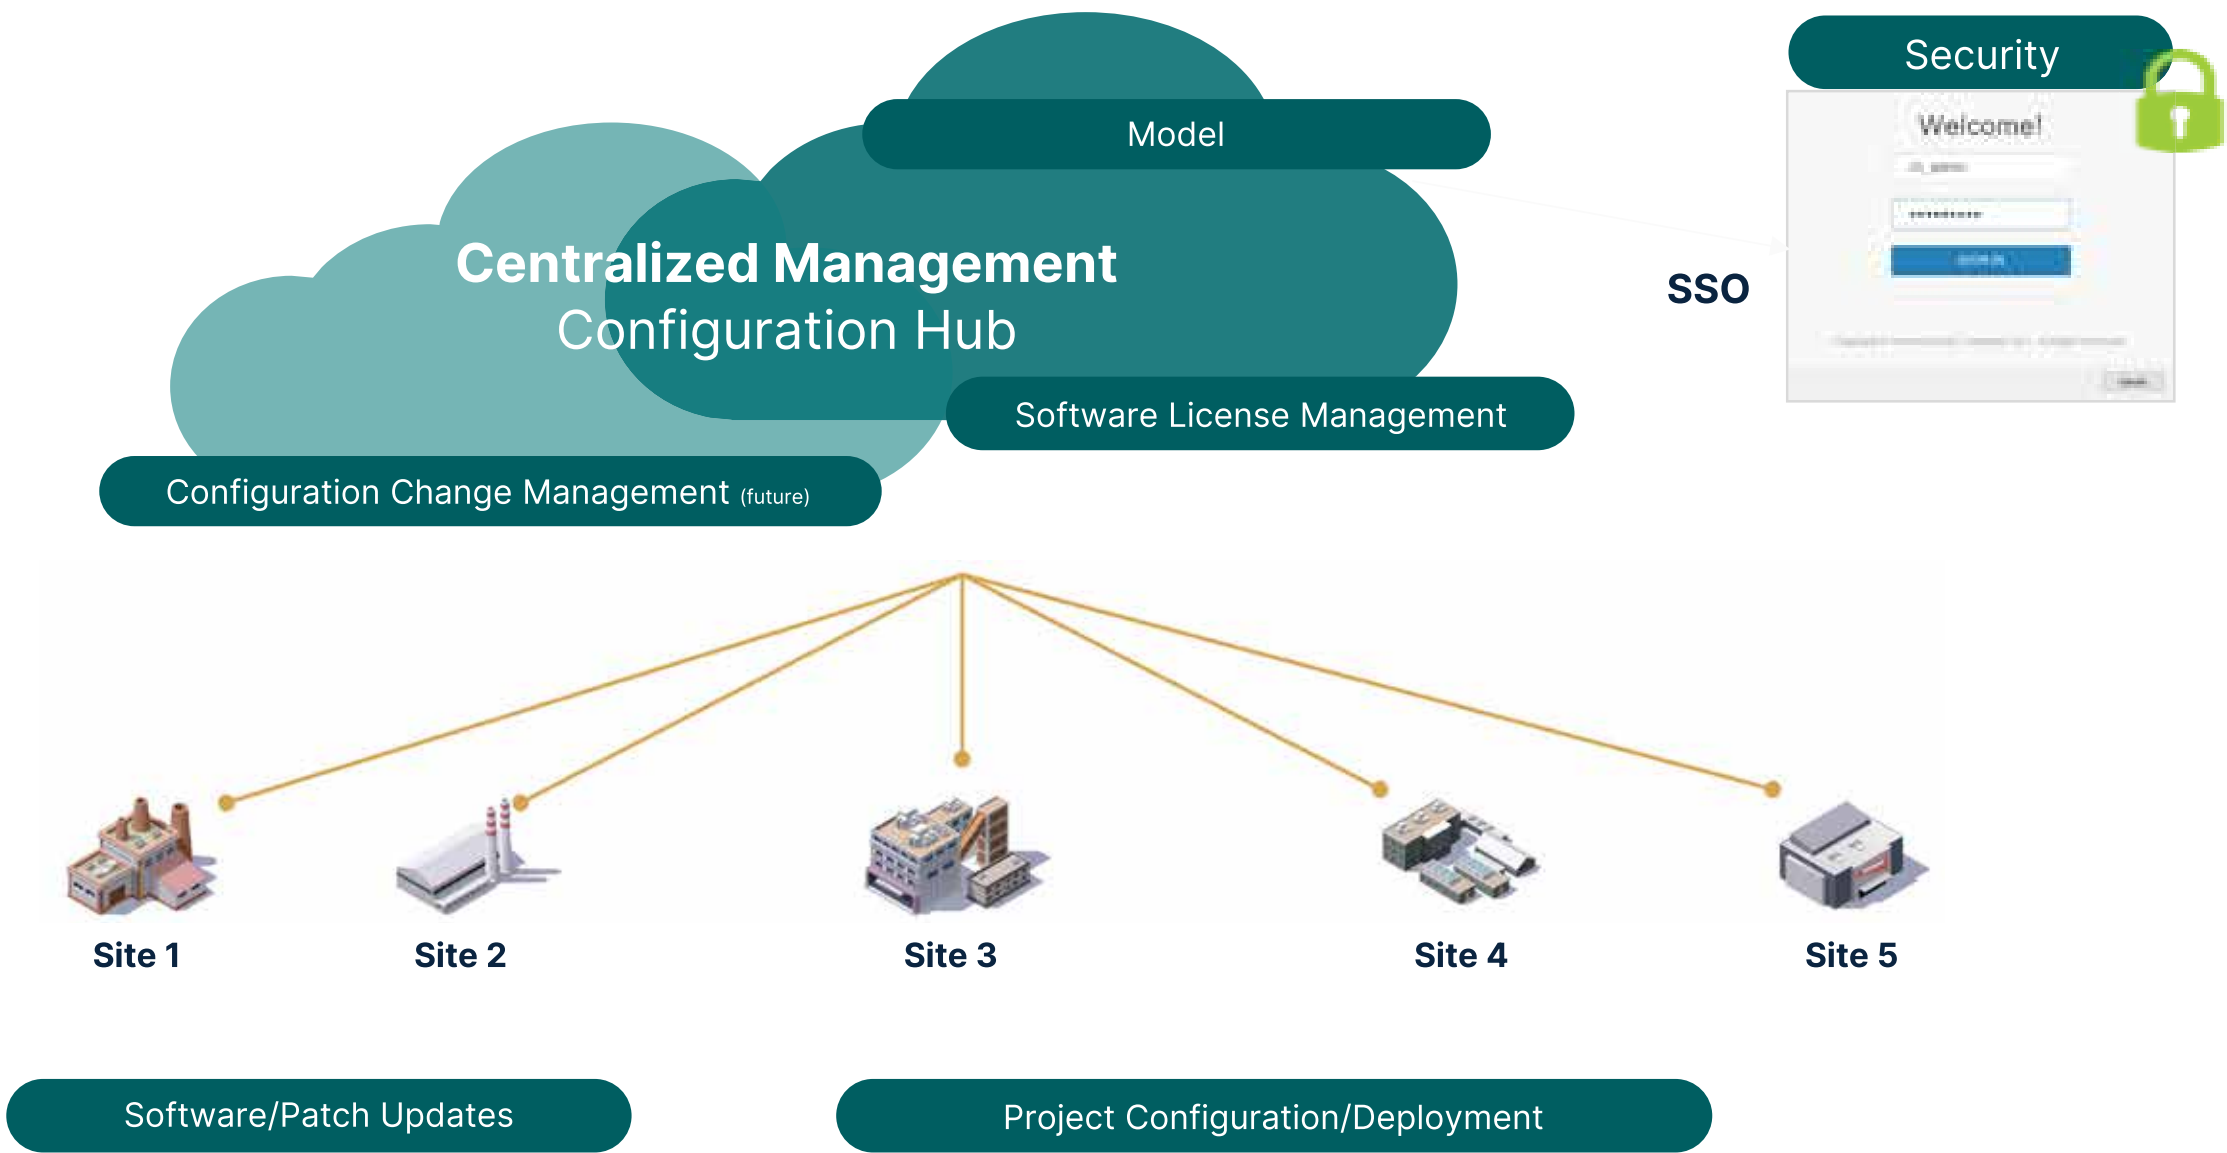 Security
Model
Welcome!
Centralized Management
Configuration Hub
SSO
Software License Management
Configuration Change Management (future)
Site 1
Site 2
Site 3
Site 4
Site 5
Software/Patch Updates
Project Configuration/Deployment